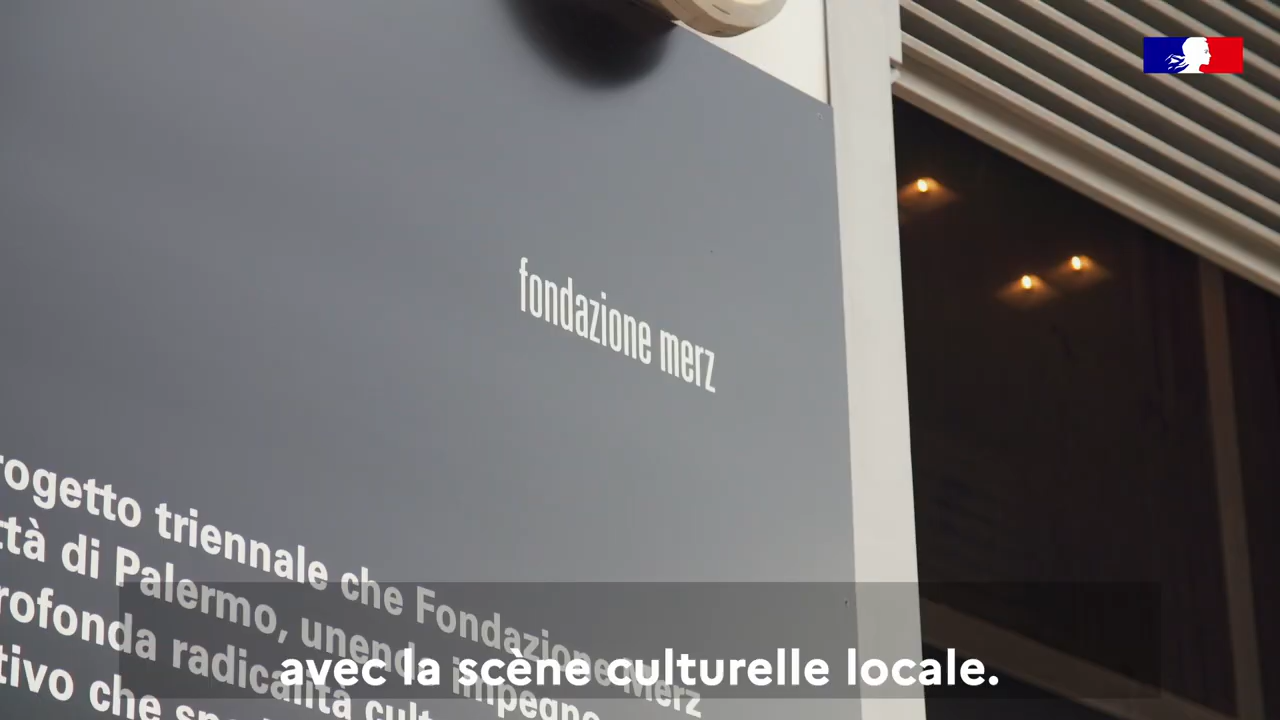 fondazione merz
rogetto triennale che Fondazione Merz
ttà di Palermo, unendo impegno
rofonda radicalità cult
tivo che
avec la scène culturelle locale.